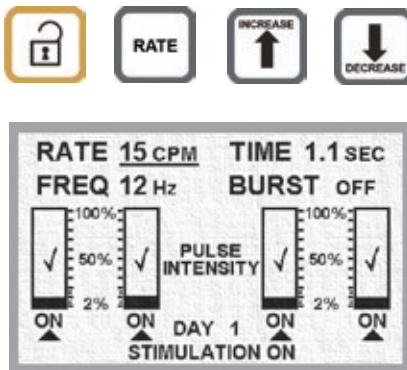 RATE
INCREASE
DECREASE
RATE 15 CPM TIME 1.1 SEC
FREQ 12 Hz BURST OFF
100% 100%
50% PULSE INTENSITY 50%
2% 2%
ON ON DAY 1 ON ON
STIMULATION ON